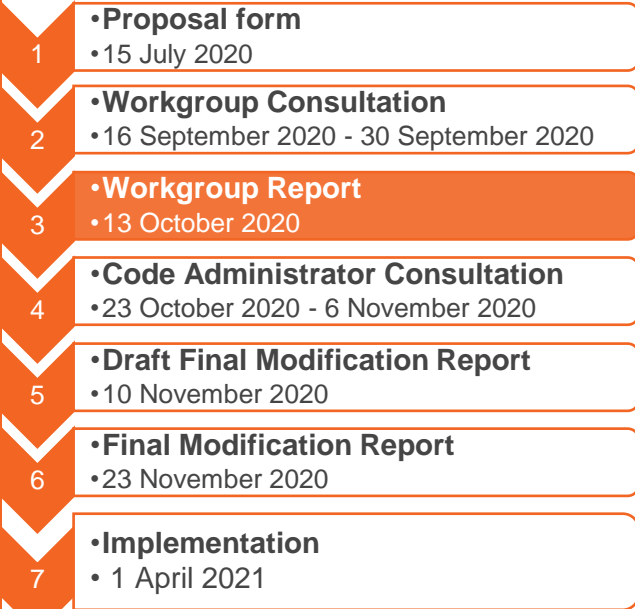 1
•Proposal form
•15 July 2020
2
•Workgroup Consultation
•16 September 2020 - 30 September 2020
3
•Workgroup Report
•13 October 2020
4
•Code Administrator Consultation
•23 October 2020 - 6 November 2020
5
•Draft Final Modification Report
•10 November 2020
6
•Final Modification Report
•23 November 2020
7
•Implementation
• 1 April 2021